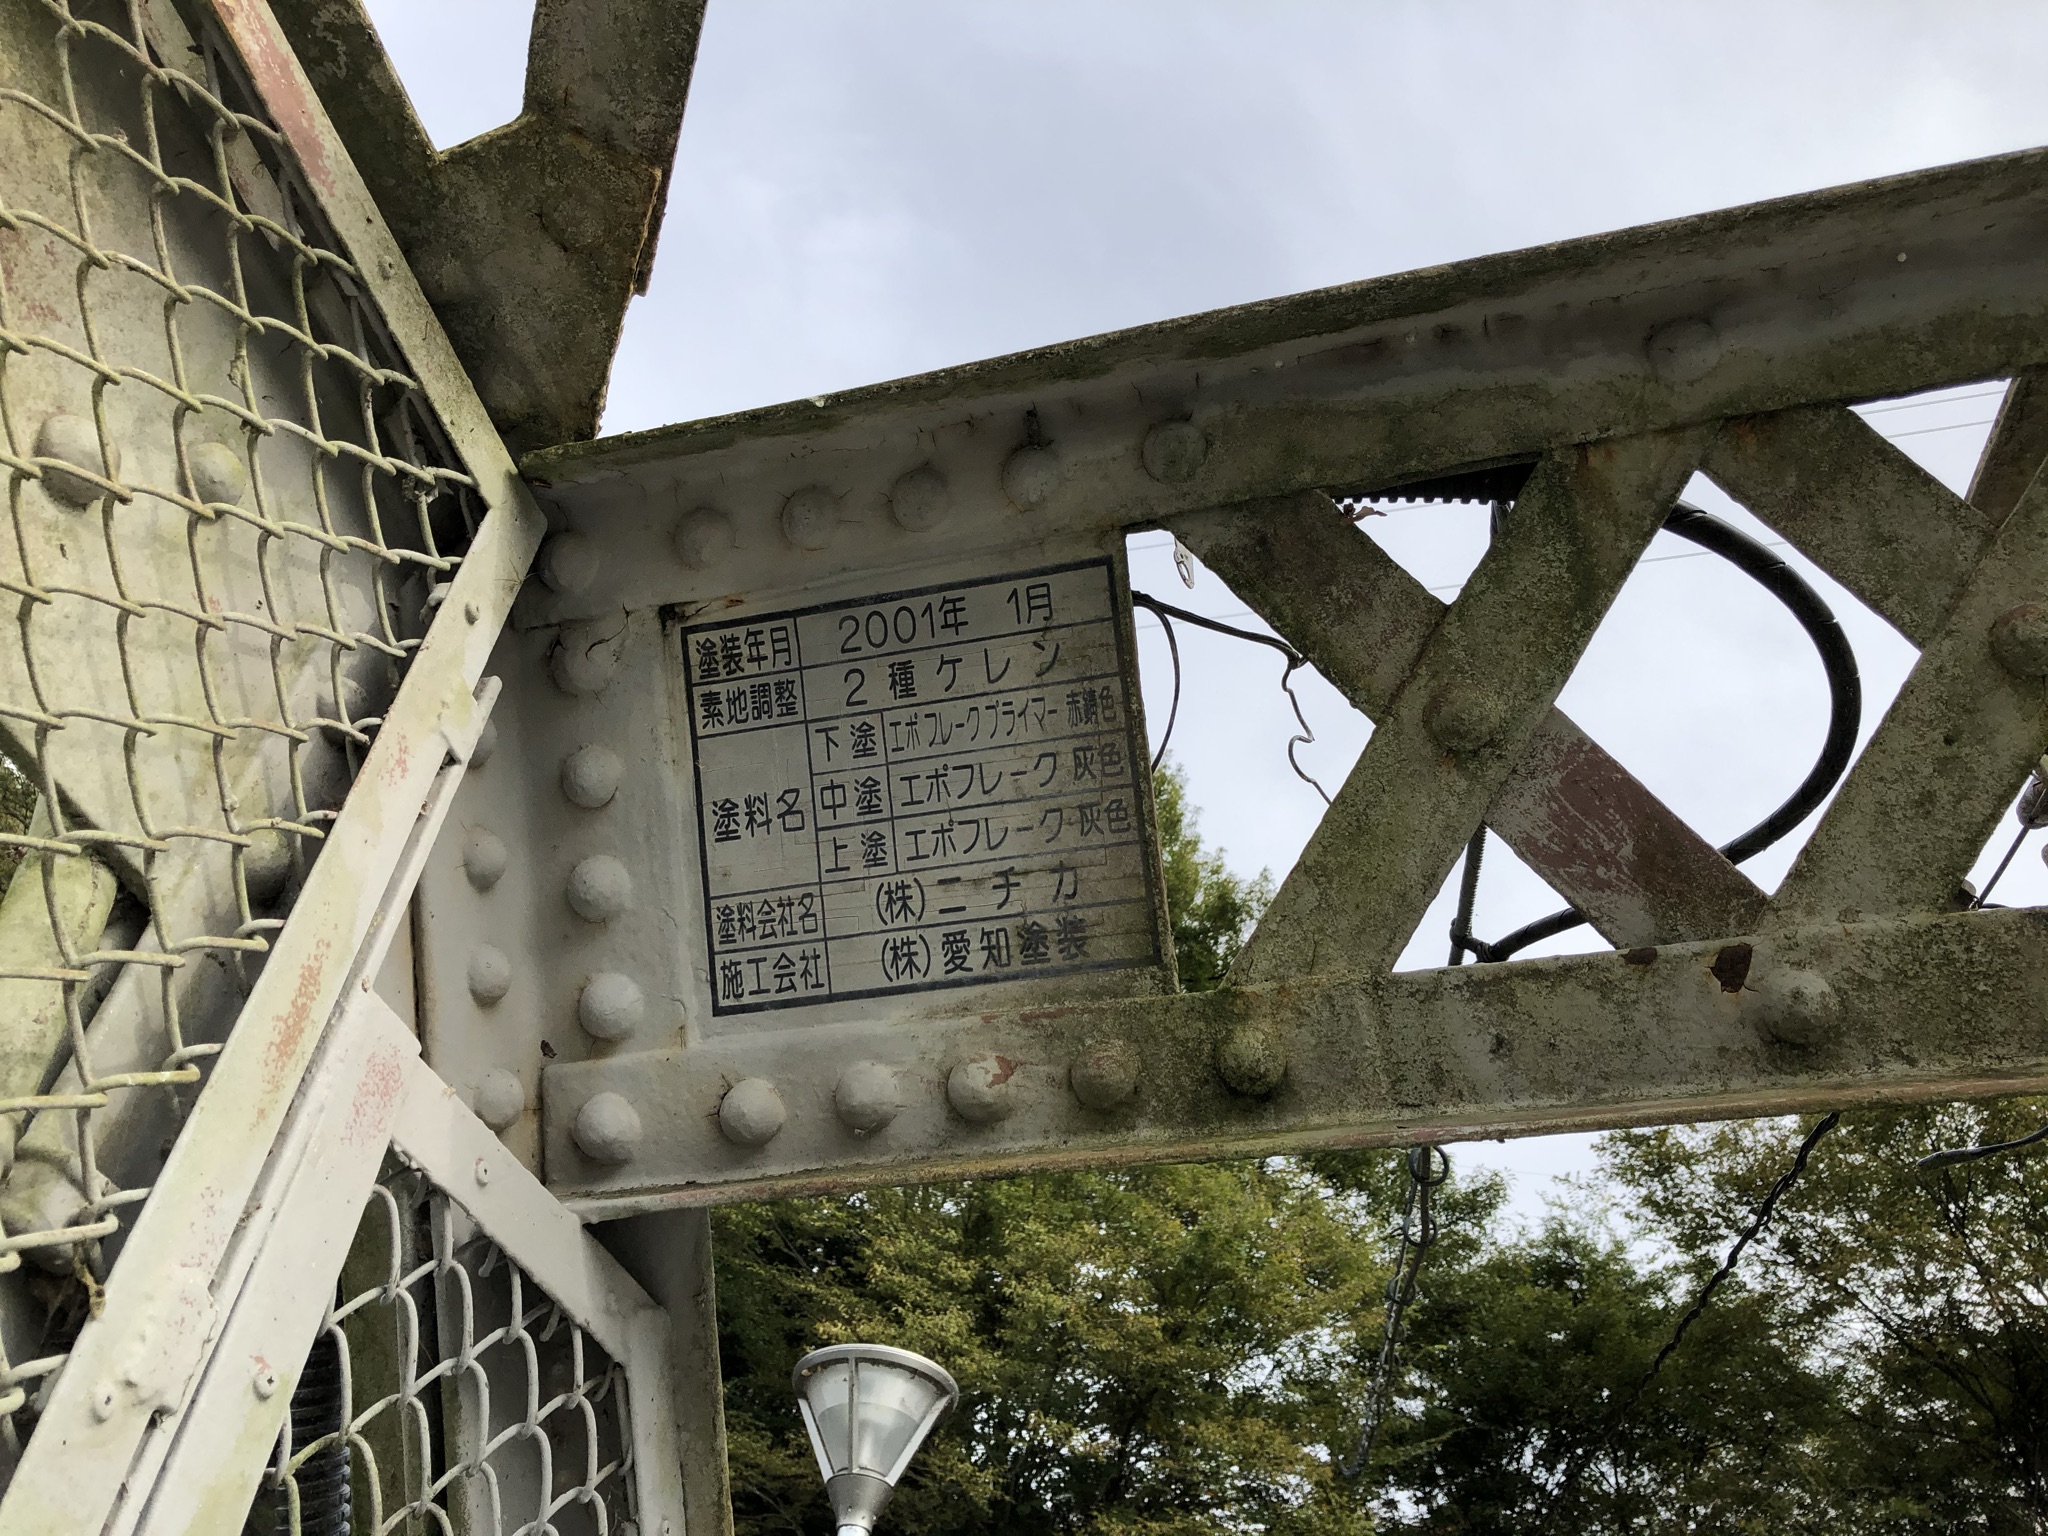 塗装年月 2001年 1月
素地調整 2種ケレン
塗料名 下塗 エポフレークプライマー 赤錆色
中塗 エポフレーク 灰色
上塗 エポフレーク 灰色
塗料会社名 (株)ニチカ
施工会社 (株)愛知塗装